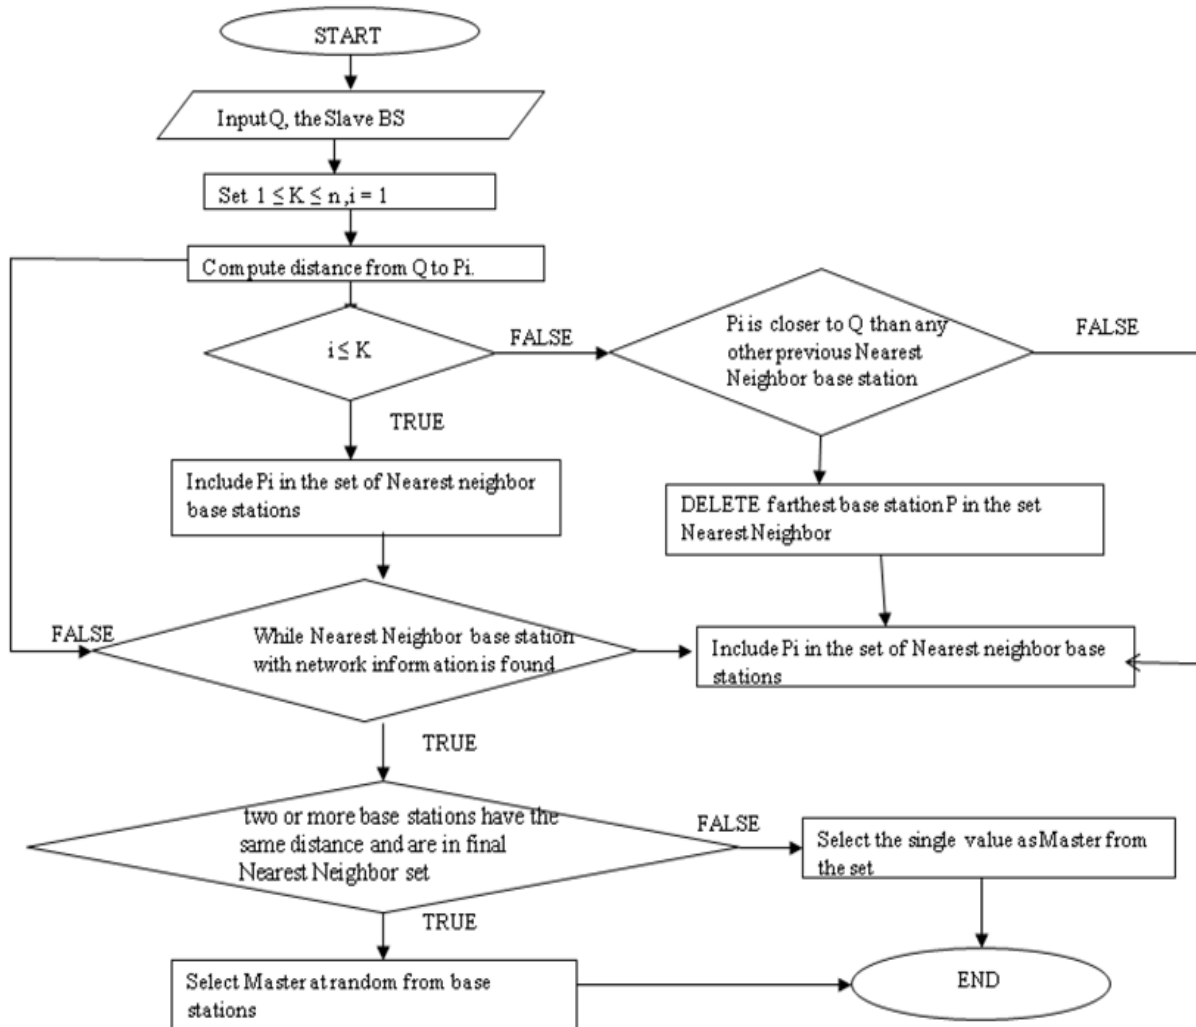 START
Input Q, the Slave BS
Set 1 ≤ K ≤ n ,i = 1
Compute distance from Q to Pi.
i ≤ K
FALSE
Pi is closer to Q than any
other previous Nearest
Neighbor base station
FALSE
TRUE
Include Pi in the set of Nearest neighbor
base stations
DELETE farthest base station P in the set
Nearest Neighbor
FALSE
While Nearest Neighbor base station
with network information is found
Include Pi in the set of Nearest neighbor base
stations
TRUE
two or more base stations have the
same distance and are in final
Nearest Neighbor set
FALSE
Select the single value as Master from
the set
TRUE
Select Master at random from base
stations
END